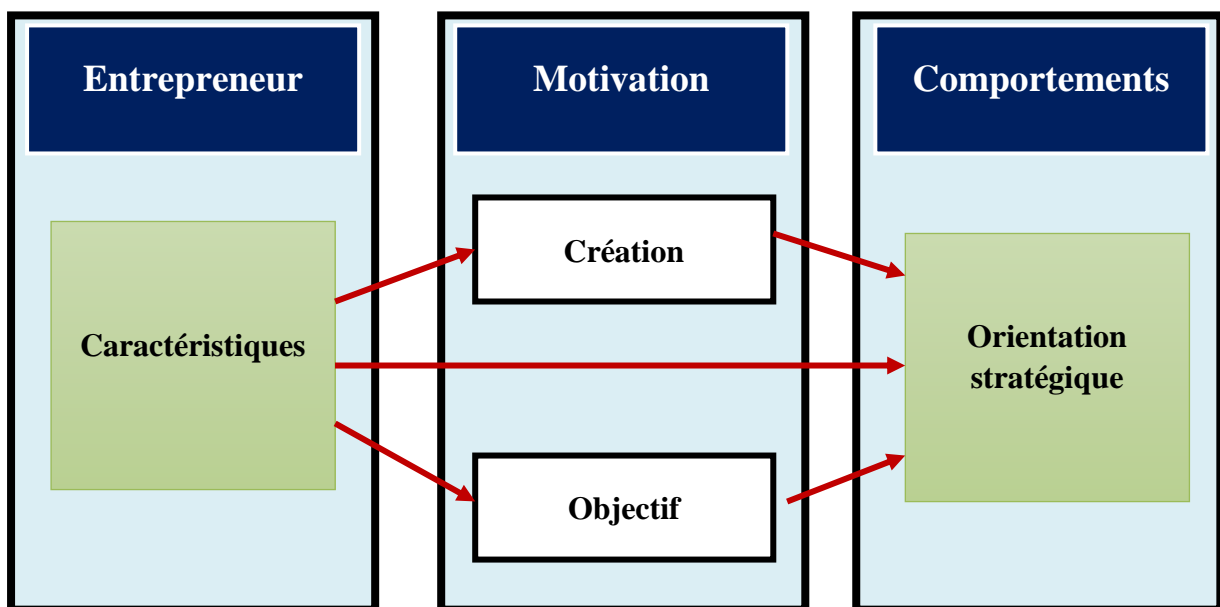 Entrepreneur
Motivation
Comportements
Création
Caractéristiques
Orientation
stratégique
Objectif